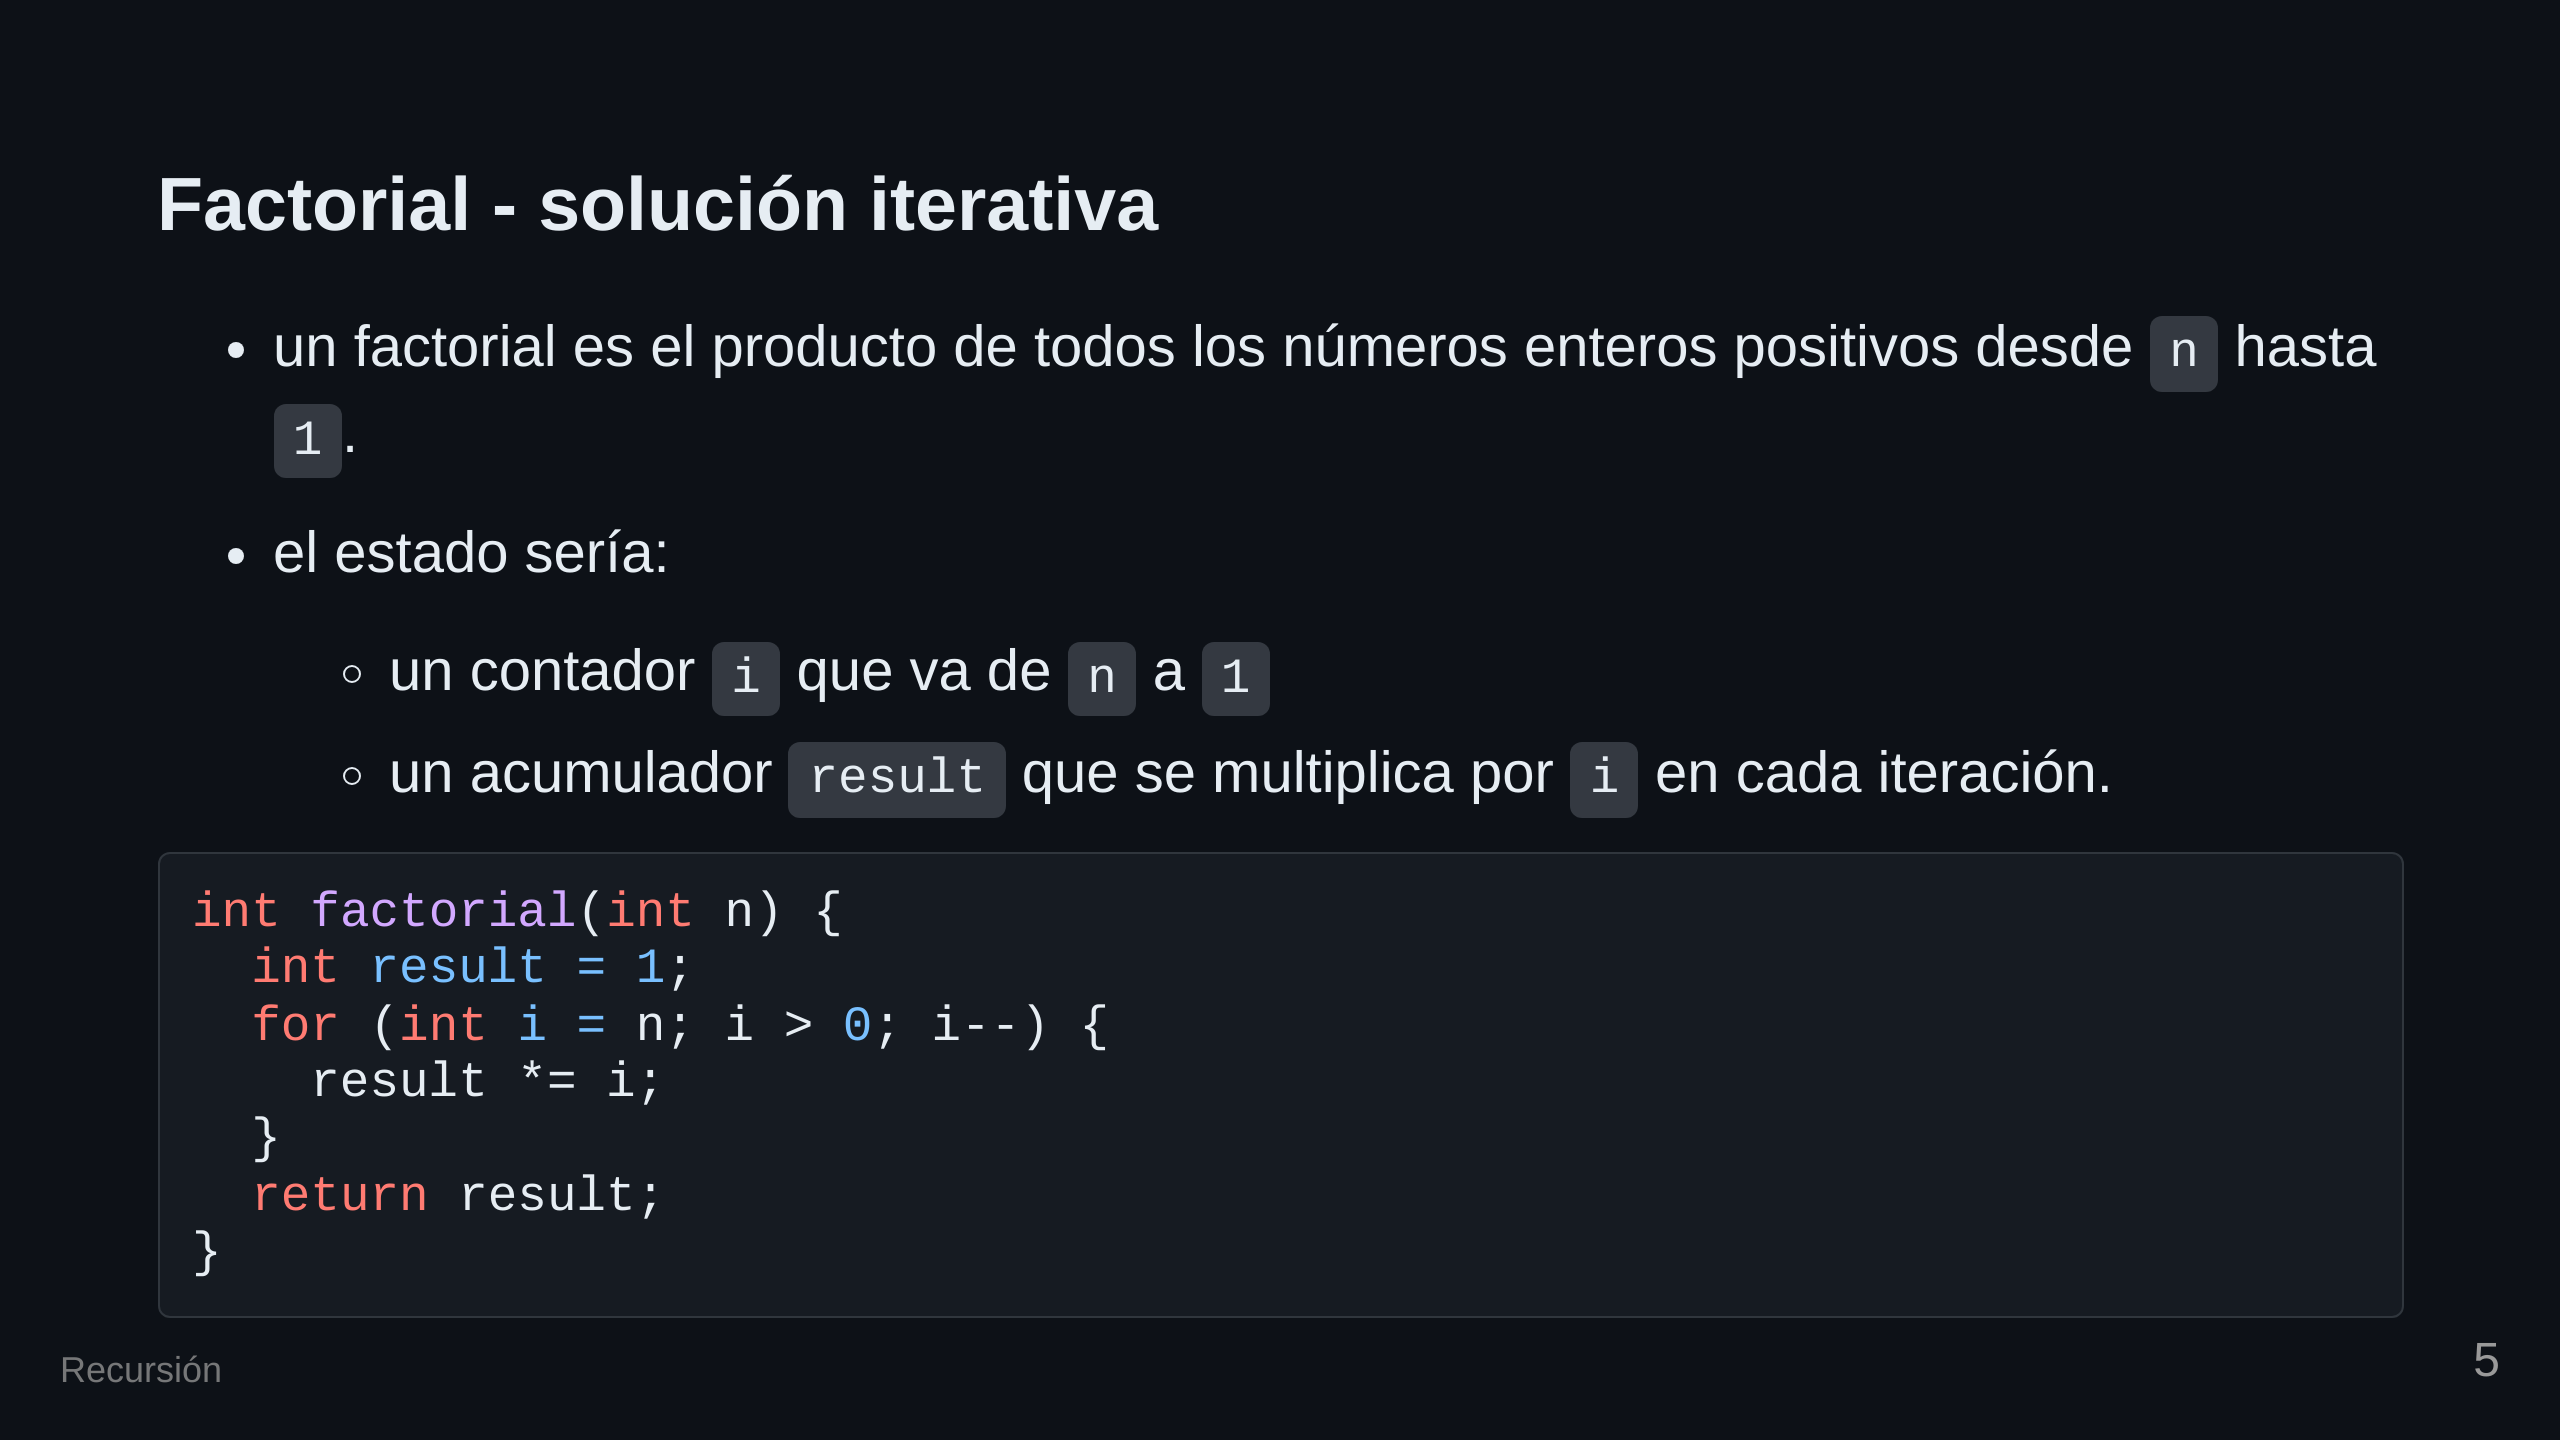 Factorial - solución iterativa
• un factorial es el producto de todos los números enteros positivos desde n hasta
1.
• el estado sería:
◦ un contador i que va de n a 1
◦ un acumulador result que se multiplica por i en cada iteración.
int factorial(int n) {
  int result = 1;
  for (int i = n; i > 0; i--) {
    result *= i;
  }
  return result;
}
Recursión
5